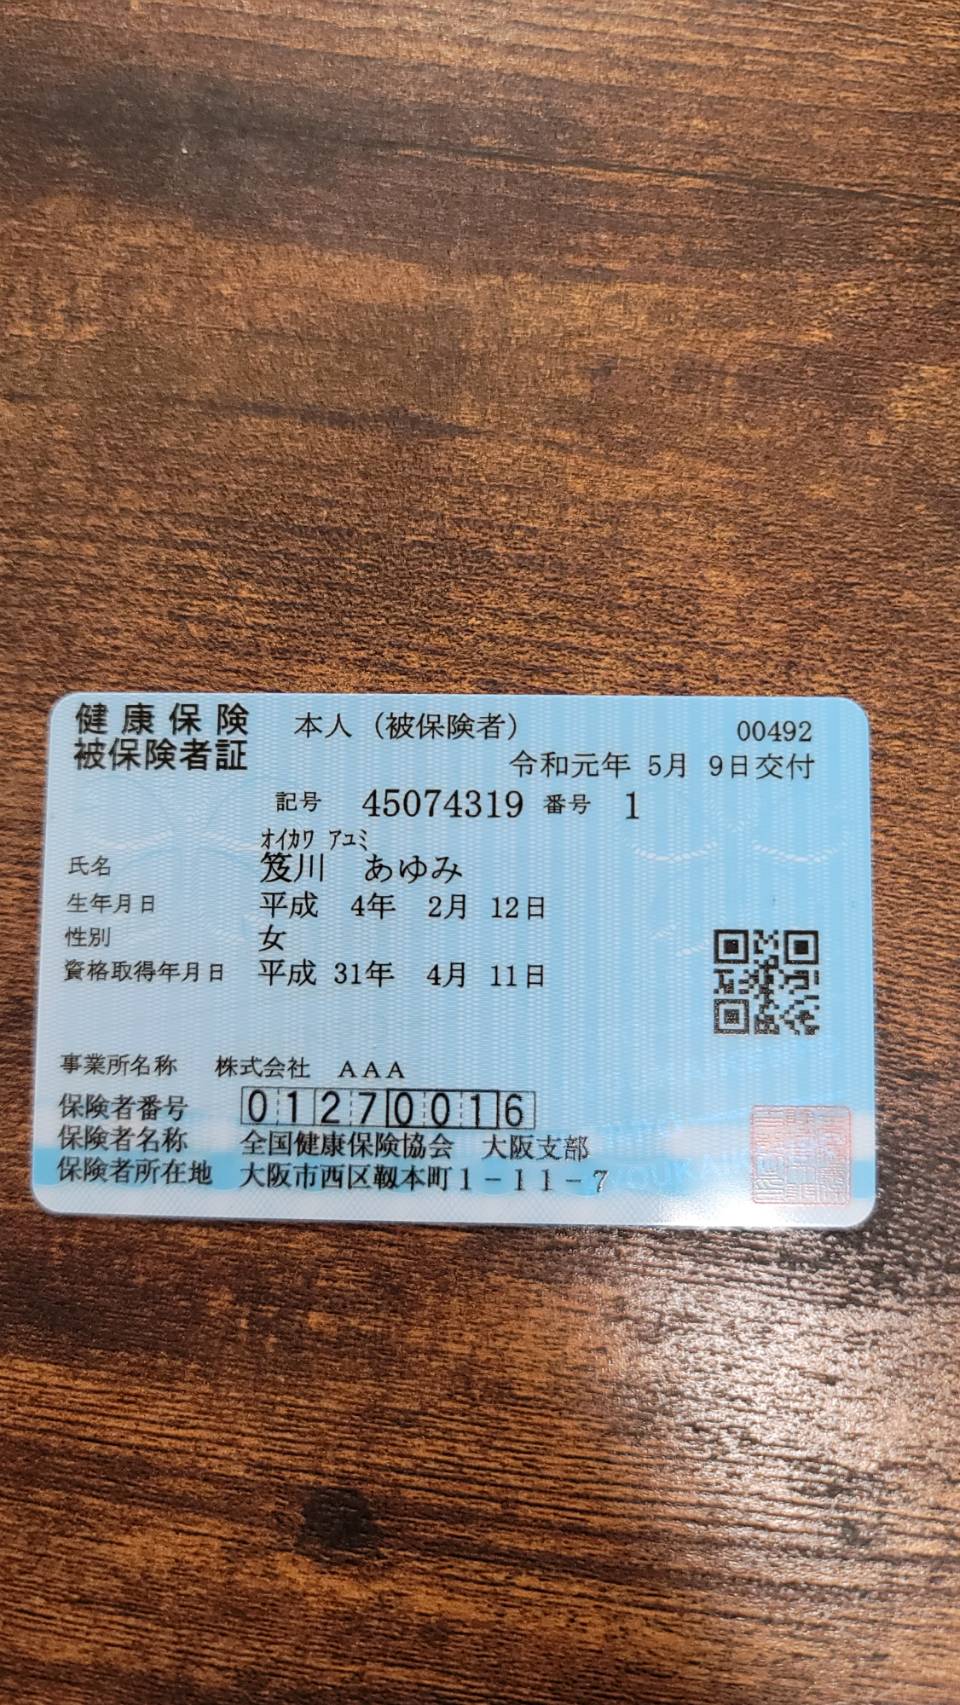 健康保険
被保険者証
本人（被保険者）
00492
令和元年 5月 9日交付
記号 45074319 番号 1
ｵｲｶﾜ ｱﾕﾐ
氏名 笈川 あゆみ
生年月日 平成 4年 2月 12日
性別 女
資格取得年月日 平成 31年 4月 11日
事業所名称 株式会社 ＡＡＡ
保険者番号 01270016
保険者名称 全国健康保険協会 大阪支部
保険者所在地 大阪市西区靱本町１－１１－７